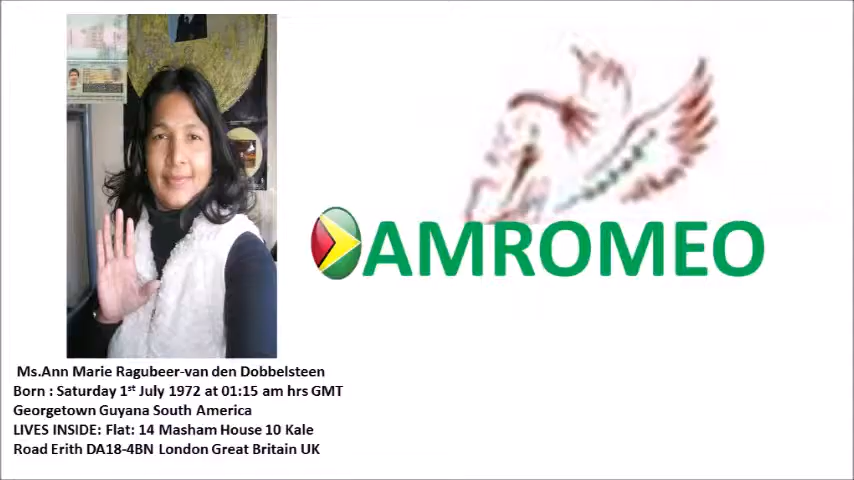 AMROMEO
Ms.Ann Marie Ragubeer-van den Dobbelsteen
Born : Saturday 1st July 1972 at 01:15 am hrs GMT
Georgetown Guyana South America
LIVES INSIDE: Flat: 14 Masham House 10 Kale
Road Erith DA18-4BN London Great Britain UK